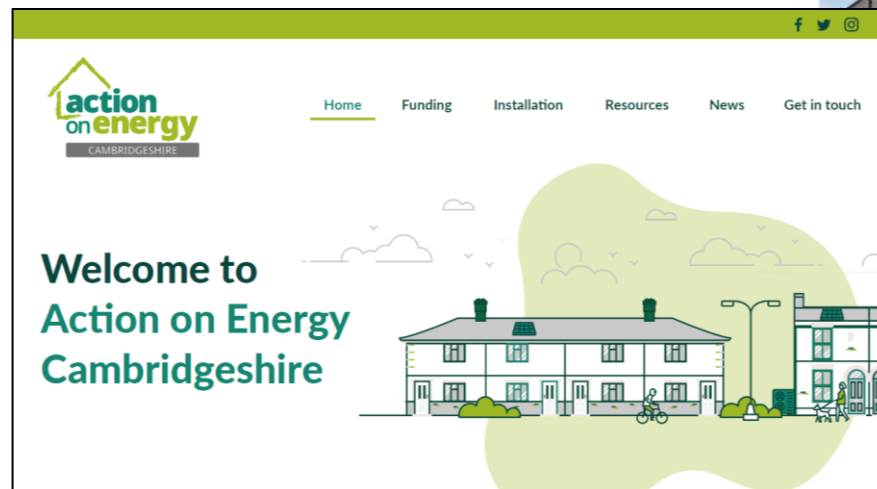 action
on energy
CAMBRIDGESHIRE
Home Funding Installation Resources News Get in touch
Welcome to
Action on Energy
Cambridgeshire